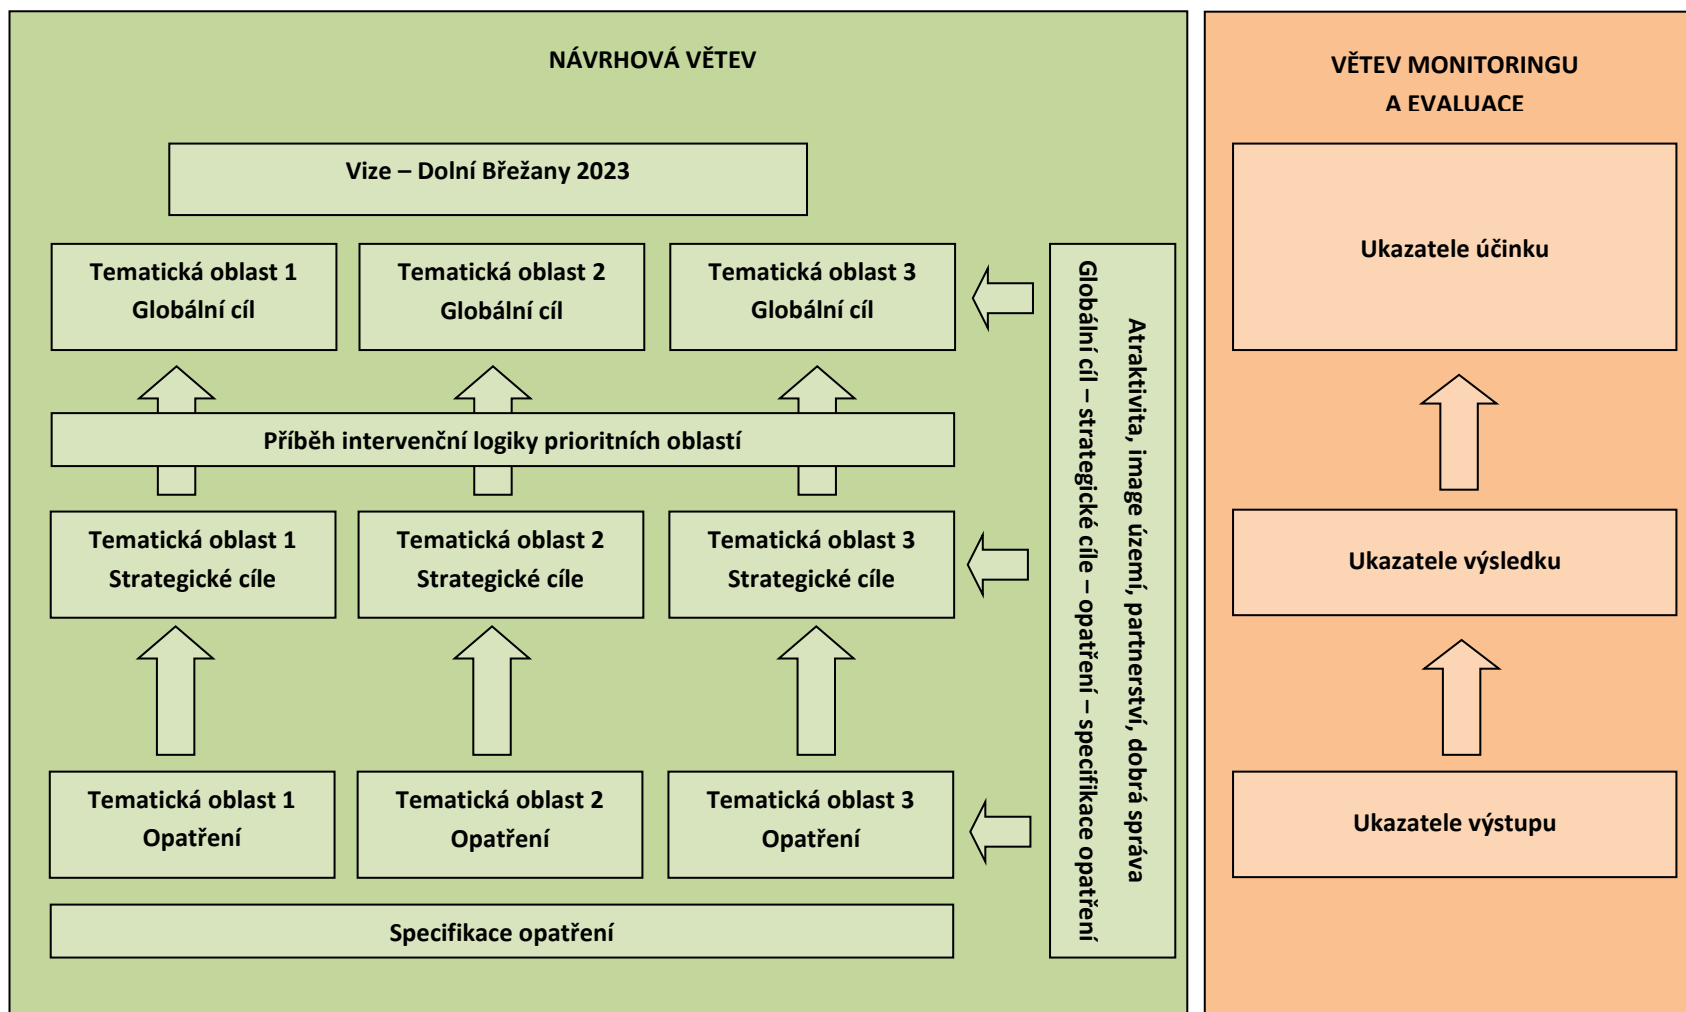 NÁVRHOVÁ VĚTEV
Vize – Dolní Břežany 2023
Tematická oblast 1
Globální cíl
Tematická oblast 2
Globální cíl
Tematická oblast 3
Globální cíl
Příběh intervenční logiky prioritních oblastí
Tematická oblast 1
Strategické cíle
Tematická oblast 2
Strategické cíle
Tematická oblast 3
Strategické cíle
Tematická oblast 1
Opatření
Tematická oblast 2
Opatření
Tematická oblast 3
Opatření
Specifikace opatření
Atraktivita, image území, partnerství, dobrá správa
Globální cíl – strategické cíle – opatření – specifikace opatření
VĚTEV MONITORINGU
A EVALUACE
Ukazatele účinku
Ukazatele výsledku
Ukazatele výstupu